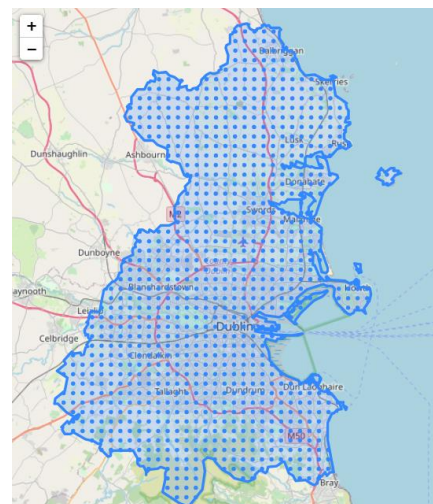 +
−
Balbriggan
Skerries
Lusk
Rush
Dunshaughlin
Ashbourne
Donabate
Swords
M2
Malahide
Dunboyne
Blanchardstown
Howth
aynooth
Leixlip
Dublin
Celbridge
Clondalkin
Tallaght
Dundrum
Dún Laoghaire
M50
Bray